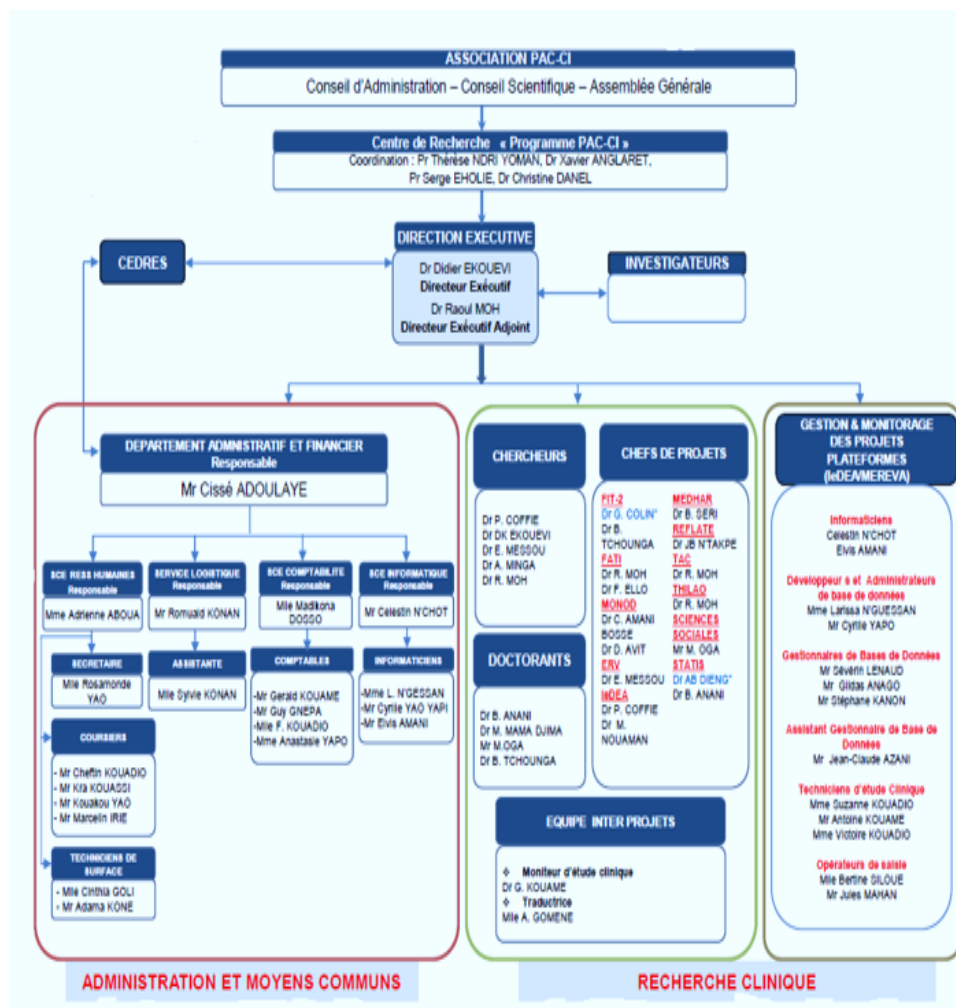 ASSOCIATION PAC-CI
Conseil d'Administration – Conseil Scientifique – Assemblée Générale
Centre de Recherche « Programme PAC-CI »
Coordination : Pr Thérèse NDRI YOMAN, Dr Xavier ANGLARET,
Pr Serge EHOLIE, Dr Christine DANEL
DIRECTION EXECUTIVE
Dr Didier EKOUEVI
Directeur Exécutif
Dr Raoul MOH
Directeur Exécutif Adjoint
CEDRES
INVESTIGATEURS
DEPARTEMENT ADMINISTRATIF ET FINANCIER
Responsable
Mr Cissé ADOULAYE
SCE RESS HUMAINES
Responsable
Mme Adrienne ABOUA
SERVICE LOGISTIQUE
Responsable
Mr Romuald KONAN
SCE COMPTABILITE
Responsable
Mlle Madikona
DOSSO
SCE INFORMATIQUE
Responsable
Mr Celestin N'CHOT
SECRETAIRE
Mlle Rosamonde
YAO
ASSISTANTE
Mlle Sylvie KONAN
COMPTABLES
-Mr Gerald KOUAME
-Mr Guy GNEPA
-Mlle F. KOUADIO
-Mme Anastasie YAPO
INFORMATICIENS
-Mme L. N'GESSAN
-Mr Cyrille YAO YAPI
-Mr Elvis AMANI
COURSIERS
- Mr Cheftin KOUADIO
- Mr Kra KOUASSI
- Mr Kouakou YAO
- Mr Marcelin IRIE
TECHNICIENS DE
SURFACE
- Mlle Cinthia GOLI
- Mr Adama KONE
ADMINISTRATION ET MOYENS COMMUNS
CHERCHEURS
Dr P. COFFIE
Dr DK EKOUEVI
Dr E. MESSOU
Dr A. MINGA
Dr R. MOH
DOCTORANTS
Dr B. ANANI
Dr M. MAMA DJIMA
Mr M.OGA
Dr B. TCHOUNGA
CHEFS DE PROJETS
FIT-2
Dr G. COLIN*
Dr B.
TCHOUNGA
FATI
Dr R. MOH
Dr F. ELLO
MONOD
Dr C. AMANI
BOSSE
Dr D. AVIT
ERV
Dr E. MESSOU
IeDEA
Dr P. COFFIE
Dr M.
NOUAMAN
MEDHAR
Dr B. SERI
REFLATE
Dr JB N'TAKPE
TAC
Dr R. MOH
THILAO
Dr R. MOH
SCIENCES
SOCIALES
Mr M. OGA
STATIS
Dr AB DIENG*
Dr B. ANANI
EQUIPE INTER PROJETS
❖ Moniteur d'étude clinique
Dr G. KOUAME
❖ Traductrice
Mlle A. GOMENE
GESTION & MONITORAGE
DES PROJETS
PLATEFORMES
(IeDEA/MEREVA)
Informaticiens
Celestin N'CHOT
Elvis AMANI
Développeur s et Administrateurs
de base de données
Mme Larissa N'GUESSAN
Mr Cyrille YAPO
Gestionnaires de Bases de Données
Mr Séverin LENAUD
Mr Gildas ANAGO
Mr Stéphane KANON
Assistant Gestionnaire de Base de
Données
Mr Jean-Claude AZANI
Techniciens d'étude Clinique
Mme Suzanne KOUADIO
Mr Antoine KOUAME
Mme Victoire KOUADIO
Opérateurs de saisie
Mlle Bertine SILOUE
Mr Jules MAHAN
RECHERCHE CLINIQUE